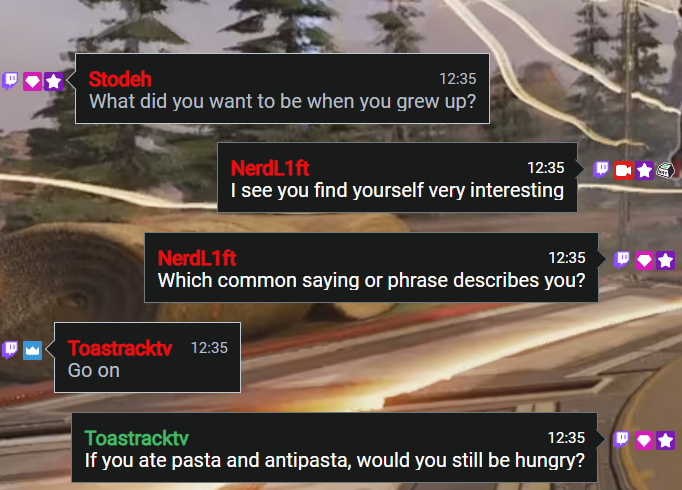 Stodeh 12:35
What did you want to be when you grew up?
NerdL1ft 12:35
I see you find yourself very interesting
NerdL1ft 12:35
Which common saying or phrase describes you?
Toastracktv 12:35
Go on
Toastracktv 12:35
If you ate pasta and antipasta, would you still be hungry?